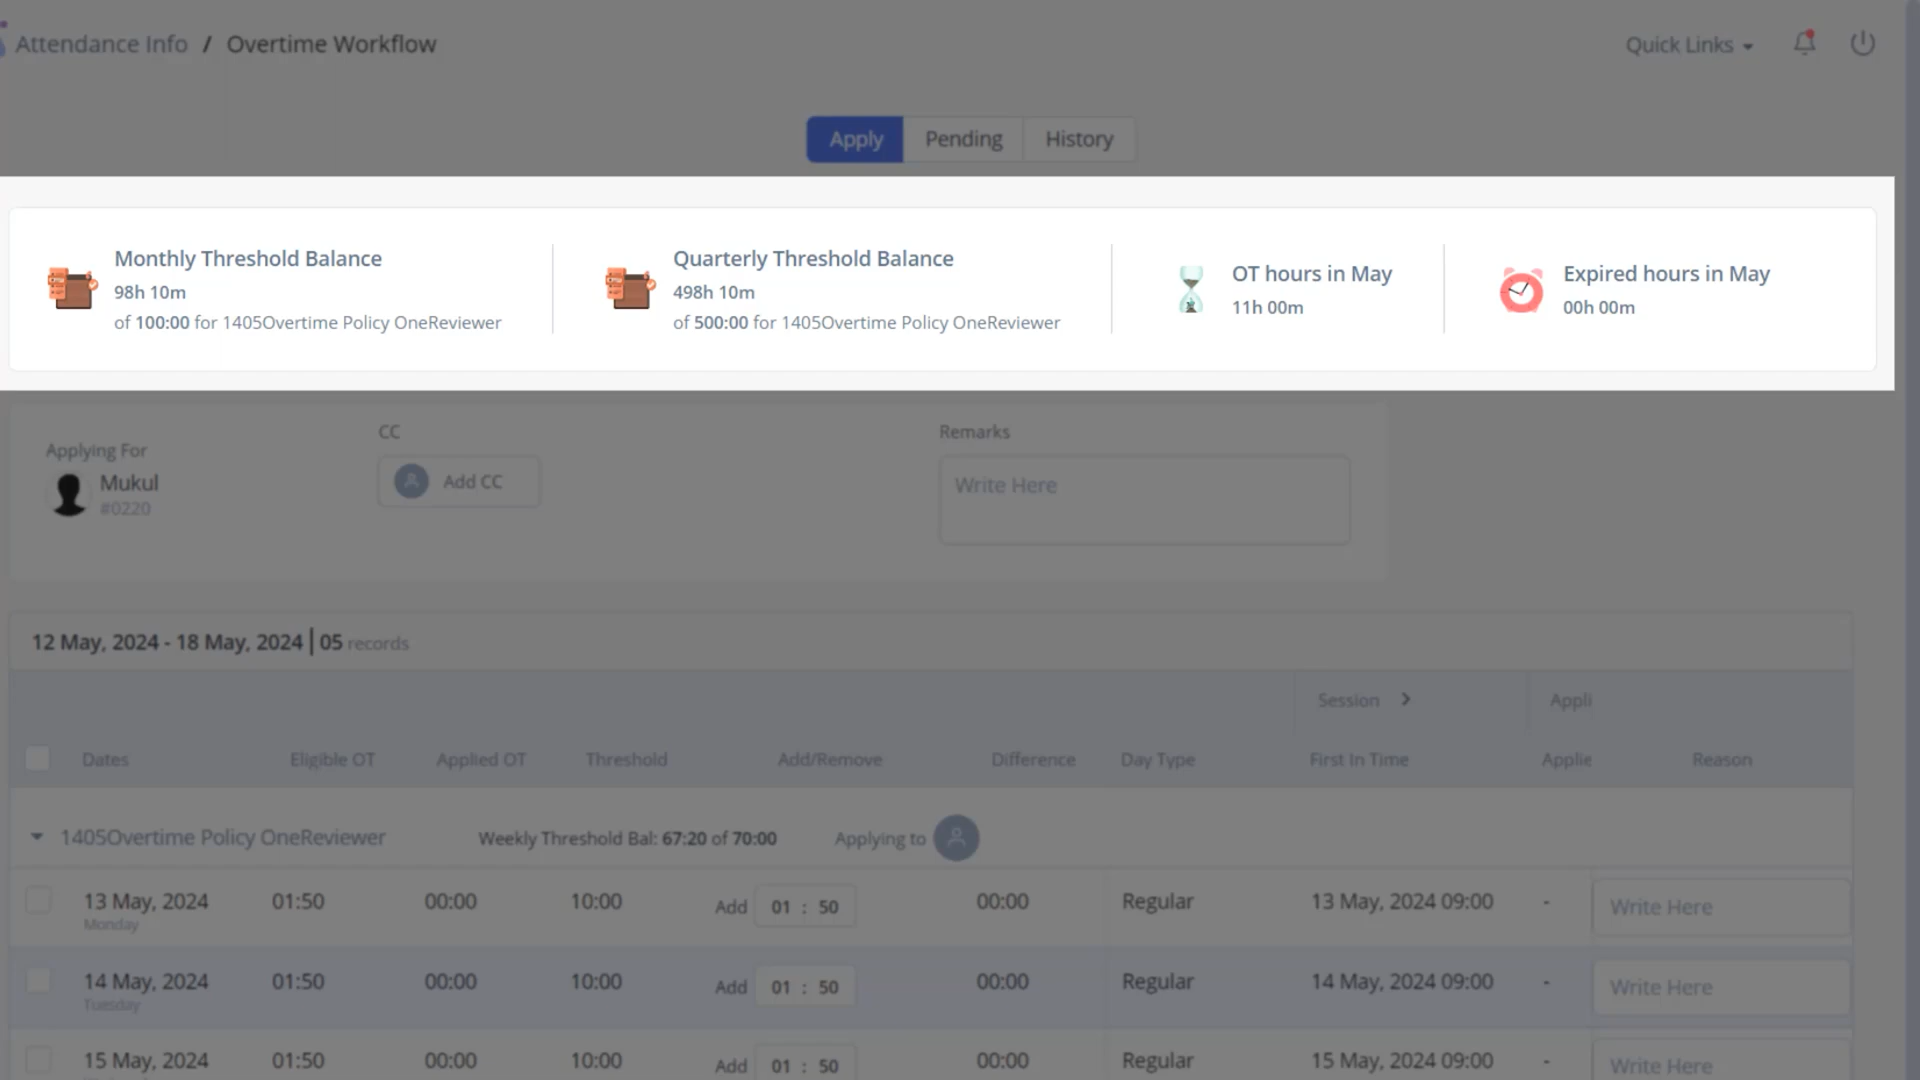 Attendance Info / Overtime Workflow
Quick Links
Apply Pending History
Monthly Threshold Balance
98h 10m
of 100:00 for 1405Overtime Policy OneReviewer
Quarterly Threshold Balance
498h 10m
of 500:00 for 1405Overtime Policy OneReviewer
OT hours in May
11h 00m
Expired hours in May
00h 00m
Applying For
Mukul
#0220
CC
Add CC
Remarks
Write Here
12 May, 2024 - 18 May, 2024 | 05 records
Session > Appli
Dates Eligible OT Applied OT Threshold Add/Remove Difference Day Type First In Time Applie Reason
1405Overtime Policy OneReviewer Weekly Threshold Bal: 67:20 of 70:00 Applying to
13 May, 2024 01:50 00:00 10:00 Add 01 : 50 00:00 Regular 13 May, 2024 09:00 - Write Here
Monday
14 May, 2024 01:50 00:00 10:00 Add 01 : 50 00:00 Regular 14 May, 2024 09:00 - Write Here
Tuesday
15 May, 2024 01:50 00:00 10:00 Add 01 : 50 00:00 Regular 15 May, 2024 09:00 - Write Here